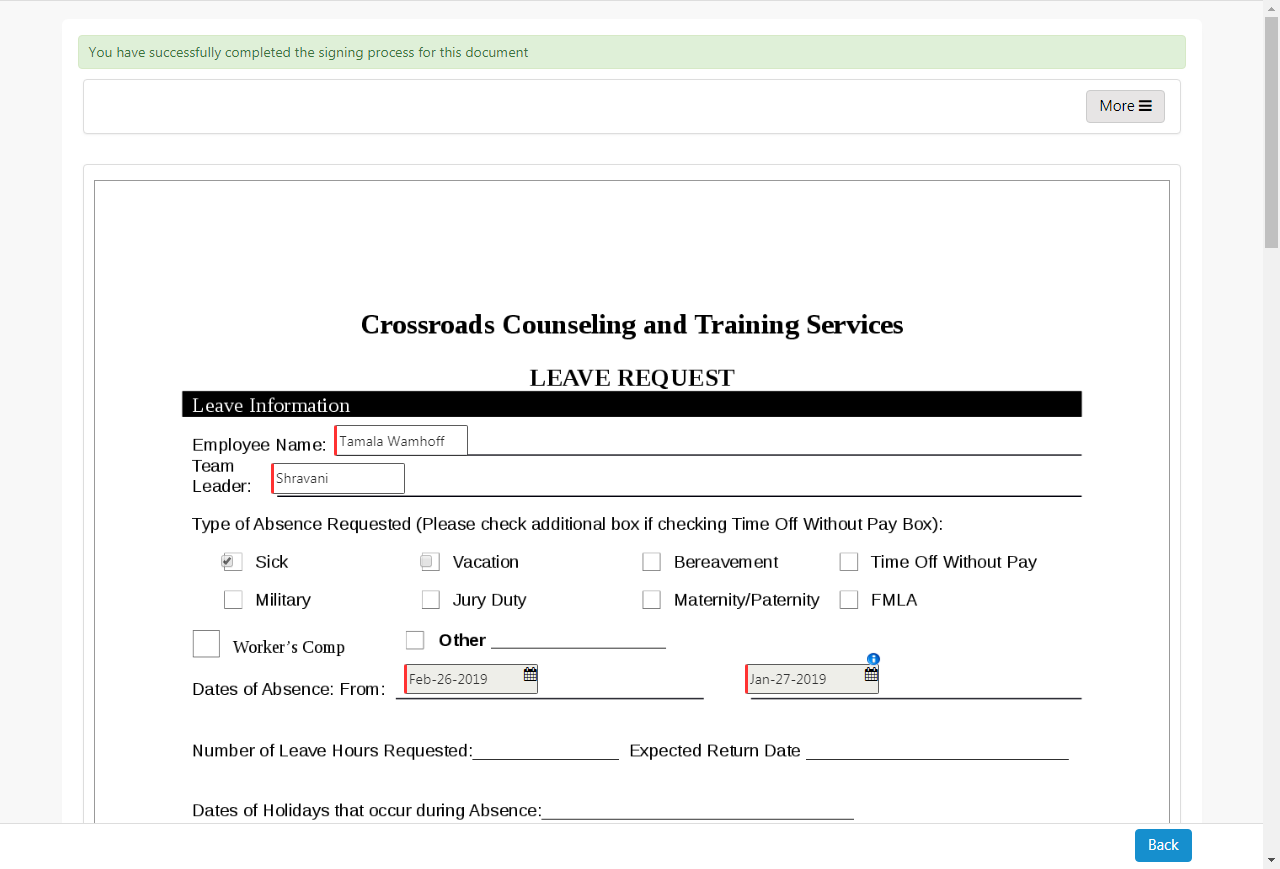 You have successfully completed the signing process for this document
More
Crossroads Counseling and Training Services
LEAVE REQUEST
Leave Information
Employee Name: Tamala Wamhoff
Team
Leader: Shravani
Type of Absence Requested (Please check additional box if checking Time Off Without Pay Box):
Sick Vacation Bereavement Time Off Without Pay
Military Jury Duty Maternity/Paternity FMLA
Worker's Comp Other
Dates of Absence: From: Feb-26-2019 Jan-27-2019
Number of Leave Hours Requested: Expected Return Date
Dates of Holidays that occur during Absence:
Back